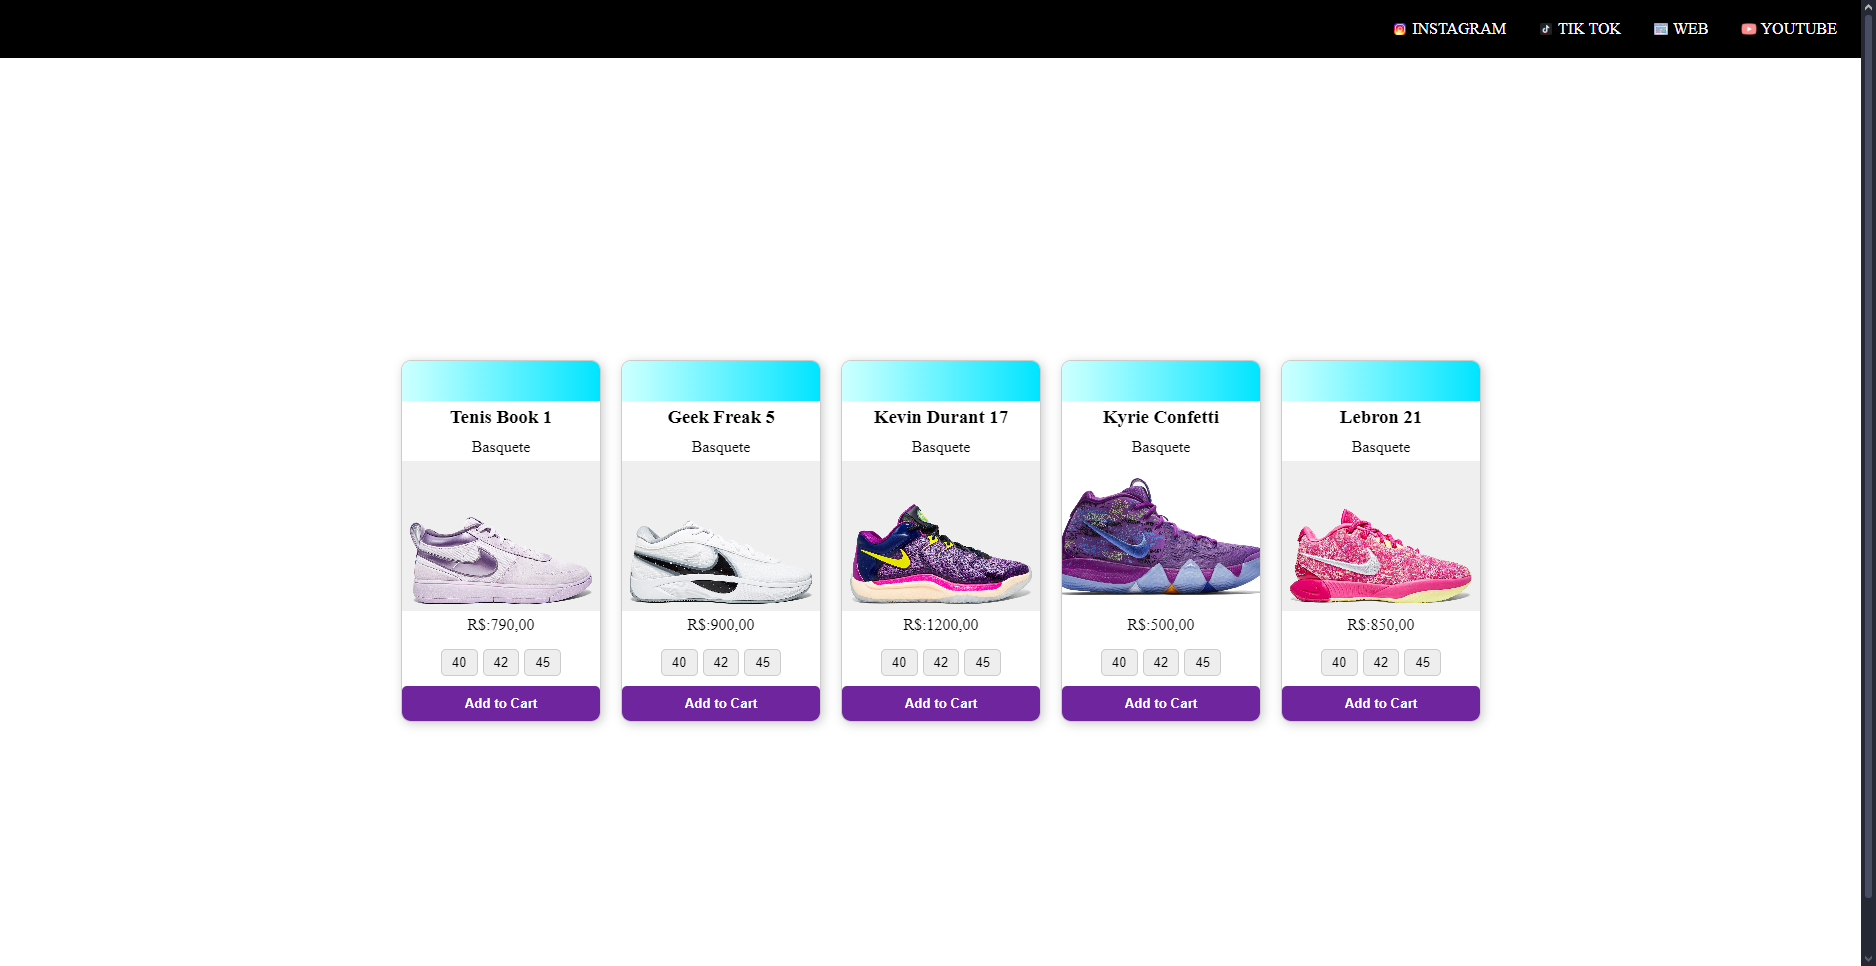 INSTAGRAM TIK TOK WEB YOUTUBE
Tenis Book 1
Basquete
R$:790,00
40 42 45
Add to Cart
Geek Freak 5
Basquete
R$:900,00
40 42 45
Add to Cart
Kevin Durant 17
Basquete
R$:1200,00
40 42 45
Add to Cart
Kyrie Confetti
Basquete
R$:500,00
40 42 45
Add to Cart
Lebron 21
Basquete
R$:850,00
40 42 45
Add to Cart